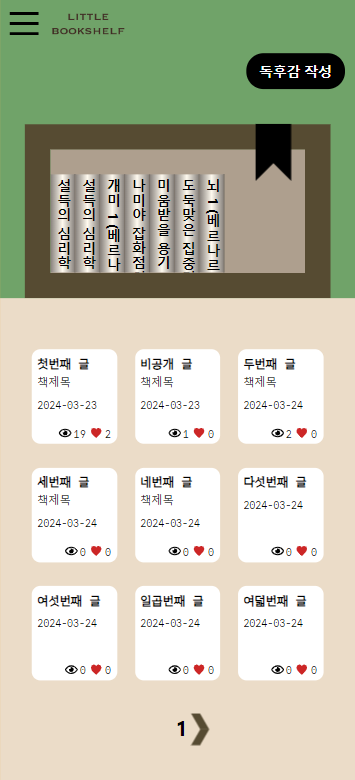 LITTLE
BOOKSHELF
독후감 작성
설득의 심리학
설득의 심리학
개미 1 (베르나
나미야 잡화점
미움받을 용기
도둑맞은 집중
뇌 1 (베르나르
첫번째 글
책제목
2024-03-23
19 2
비공개 글
책제목
2024-03-23
1 0
두번째 글
책제목
2024-03-24
2 0
세번째 글
책제목
2024-03-24
0 0
네번째 글
책제목
2024-03-24
0 0
다섯번째 글
2024-03-24
0 0
여섯번째 글
2024-03-24
0 0
일곱번째 글
2024-03-24
0 0
여덟번째 글
2024-03-24
0 0
1